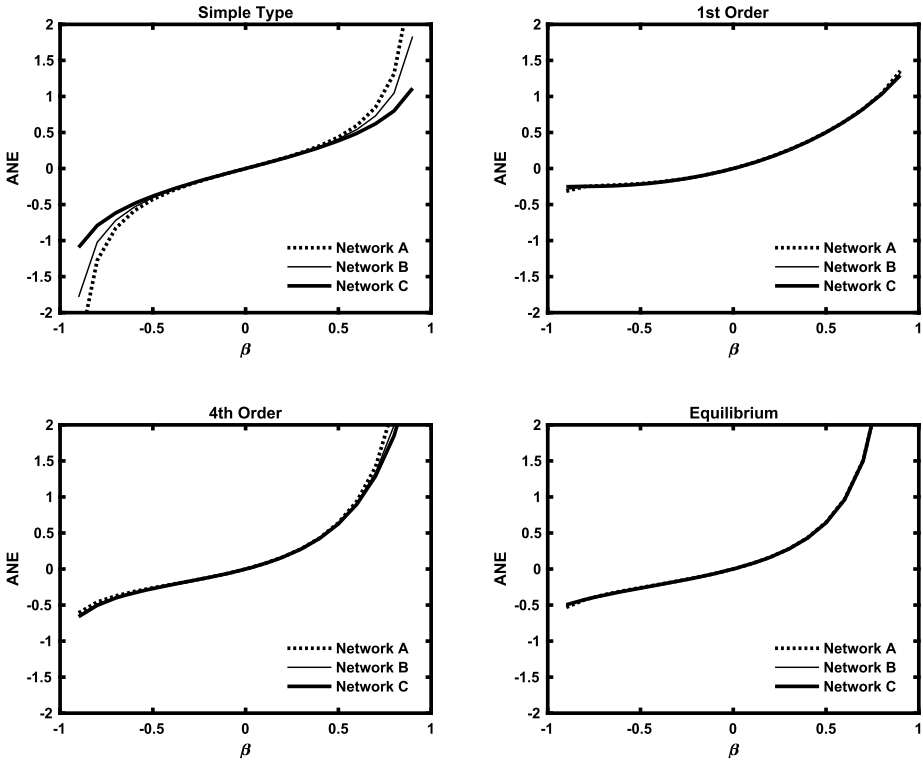 Simple Type
2
1.5
1
0.5
0
-0.5
-1
-1.5
-2
ANE
-1
-0.5
0
0.5
1
β
Network A
Network B
Network C
1st Order
2
1.5
1
0.5
0
-0.5
-1
-1.5
-2
ANE
-1
-0.5
0
0.5
1
β
Network A
Network B
Network C
4th Order
2
1.5
1
0.5
0
-0.5
-1
-1.5
-2
ANE
-1
-0.5
0
0.5
1
β
Network A
Network B
Network C
Equilibrium
2
1.5
1
0.5
0
-0.5
-1
-1.5
-2
ANE
-1
-0.5
0
0.5
1
β
Network A
Network B
Network C